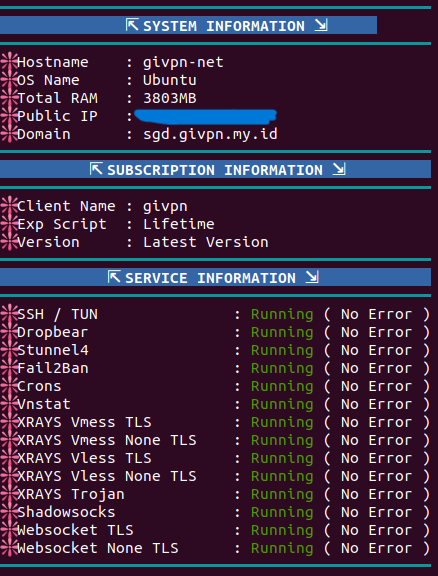 ⇱ SYSTEM INFORMATION ⇲
Hostname : givpn-net
OS Name : Ubuntu
Total RAM : 3803MB
Public IP :
Domain : sgd.givpn.my.id
⇱ SUBSCRIPTION INFORMATION ⇲
Client Name : givpn
Exp Script : Lifetime
Version : Latest Version
⇱ SERVICE INFORMATION ⇲
SSH / TUN : Running ( No Error )
Dropbear : Running ( No Error )
Stunnel4 : Running ( No Error )
Fail2Ban : Running ( No Error )
Crons : Running ( No Error )
Vnstat : Running ( No Error )
XRAYS Vmess TLS : Running ( No Error )
XRAYS Vmess None TLS : Running ( No Error )
XRAYS Vless TLS : Running ( No Error )
XRAYS Vless None TLS : Running ( No Error )
XRAYS Trojan : Running ( No Error )
Shadowsocks : Running ( No Error )
Websocket TLS : Running ( No Error )
Websocket None TLS : Running ( No Error )